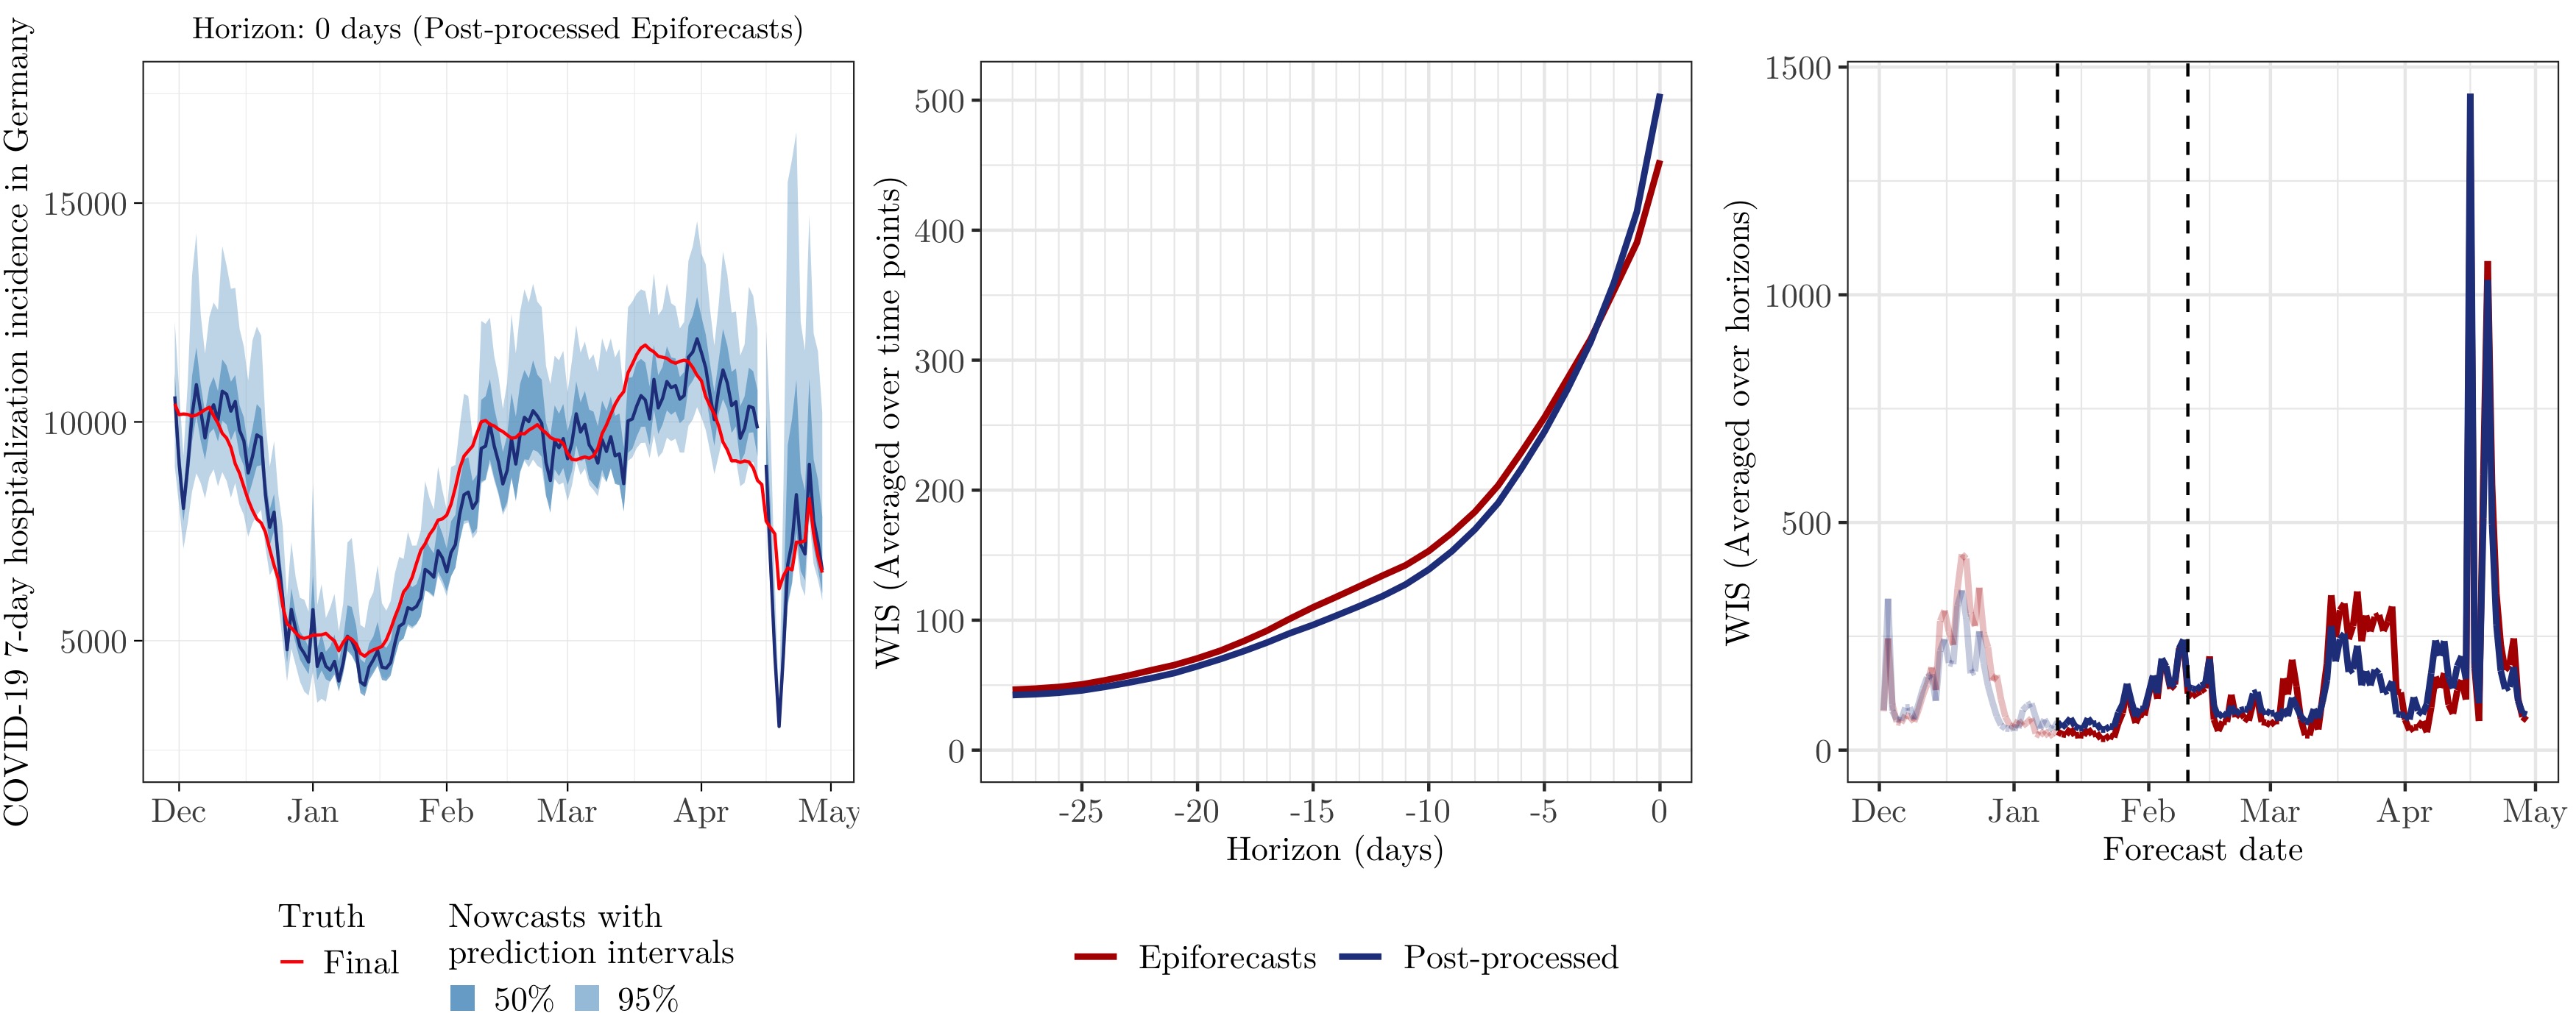 Horizon: 0 days (Post-processed Epiforecasts)
COVID-19 7-day hospitalization incidence in Germany
15000
10000
5000
Dec Jan Feb Mar Apr May
Truth
Final
Nowcasts with
prediction intervals
50% 95%
WIS (Averaged over time points)
500
400
300
200
100
0
-25 -20 -15 -10 -5 0
Horizon (days)
Epiforecasts Post-processed
WIS (Averaged over horizons)
1500
1000
500
0
Dec Jan Feb Mar Apr May
Forecast date